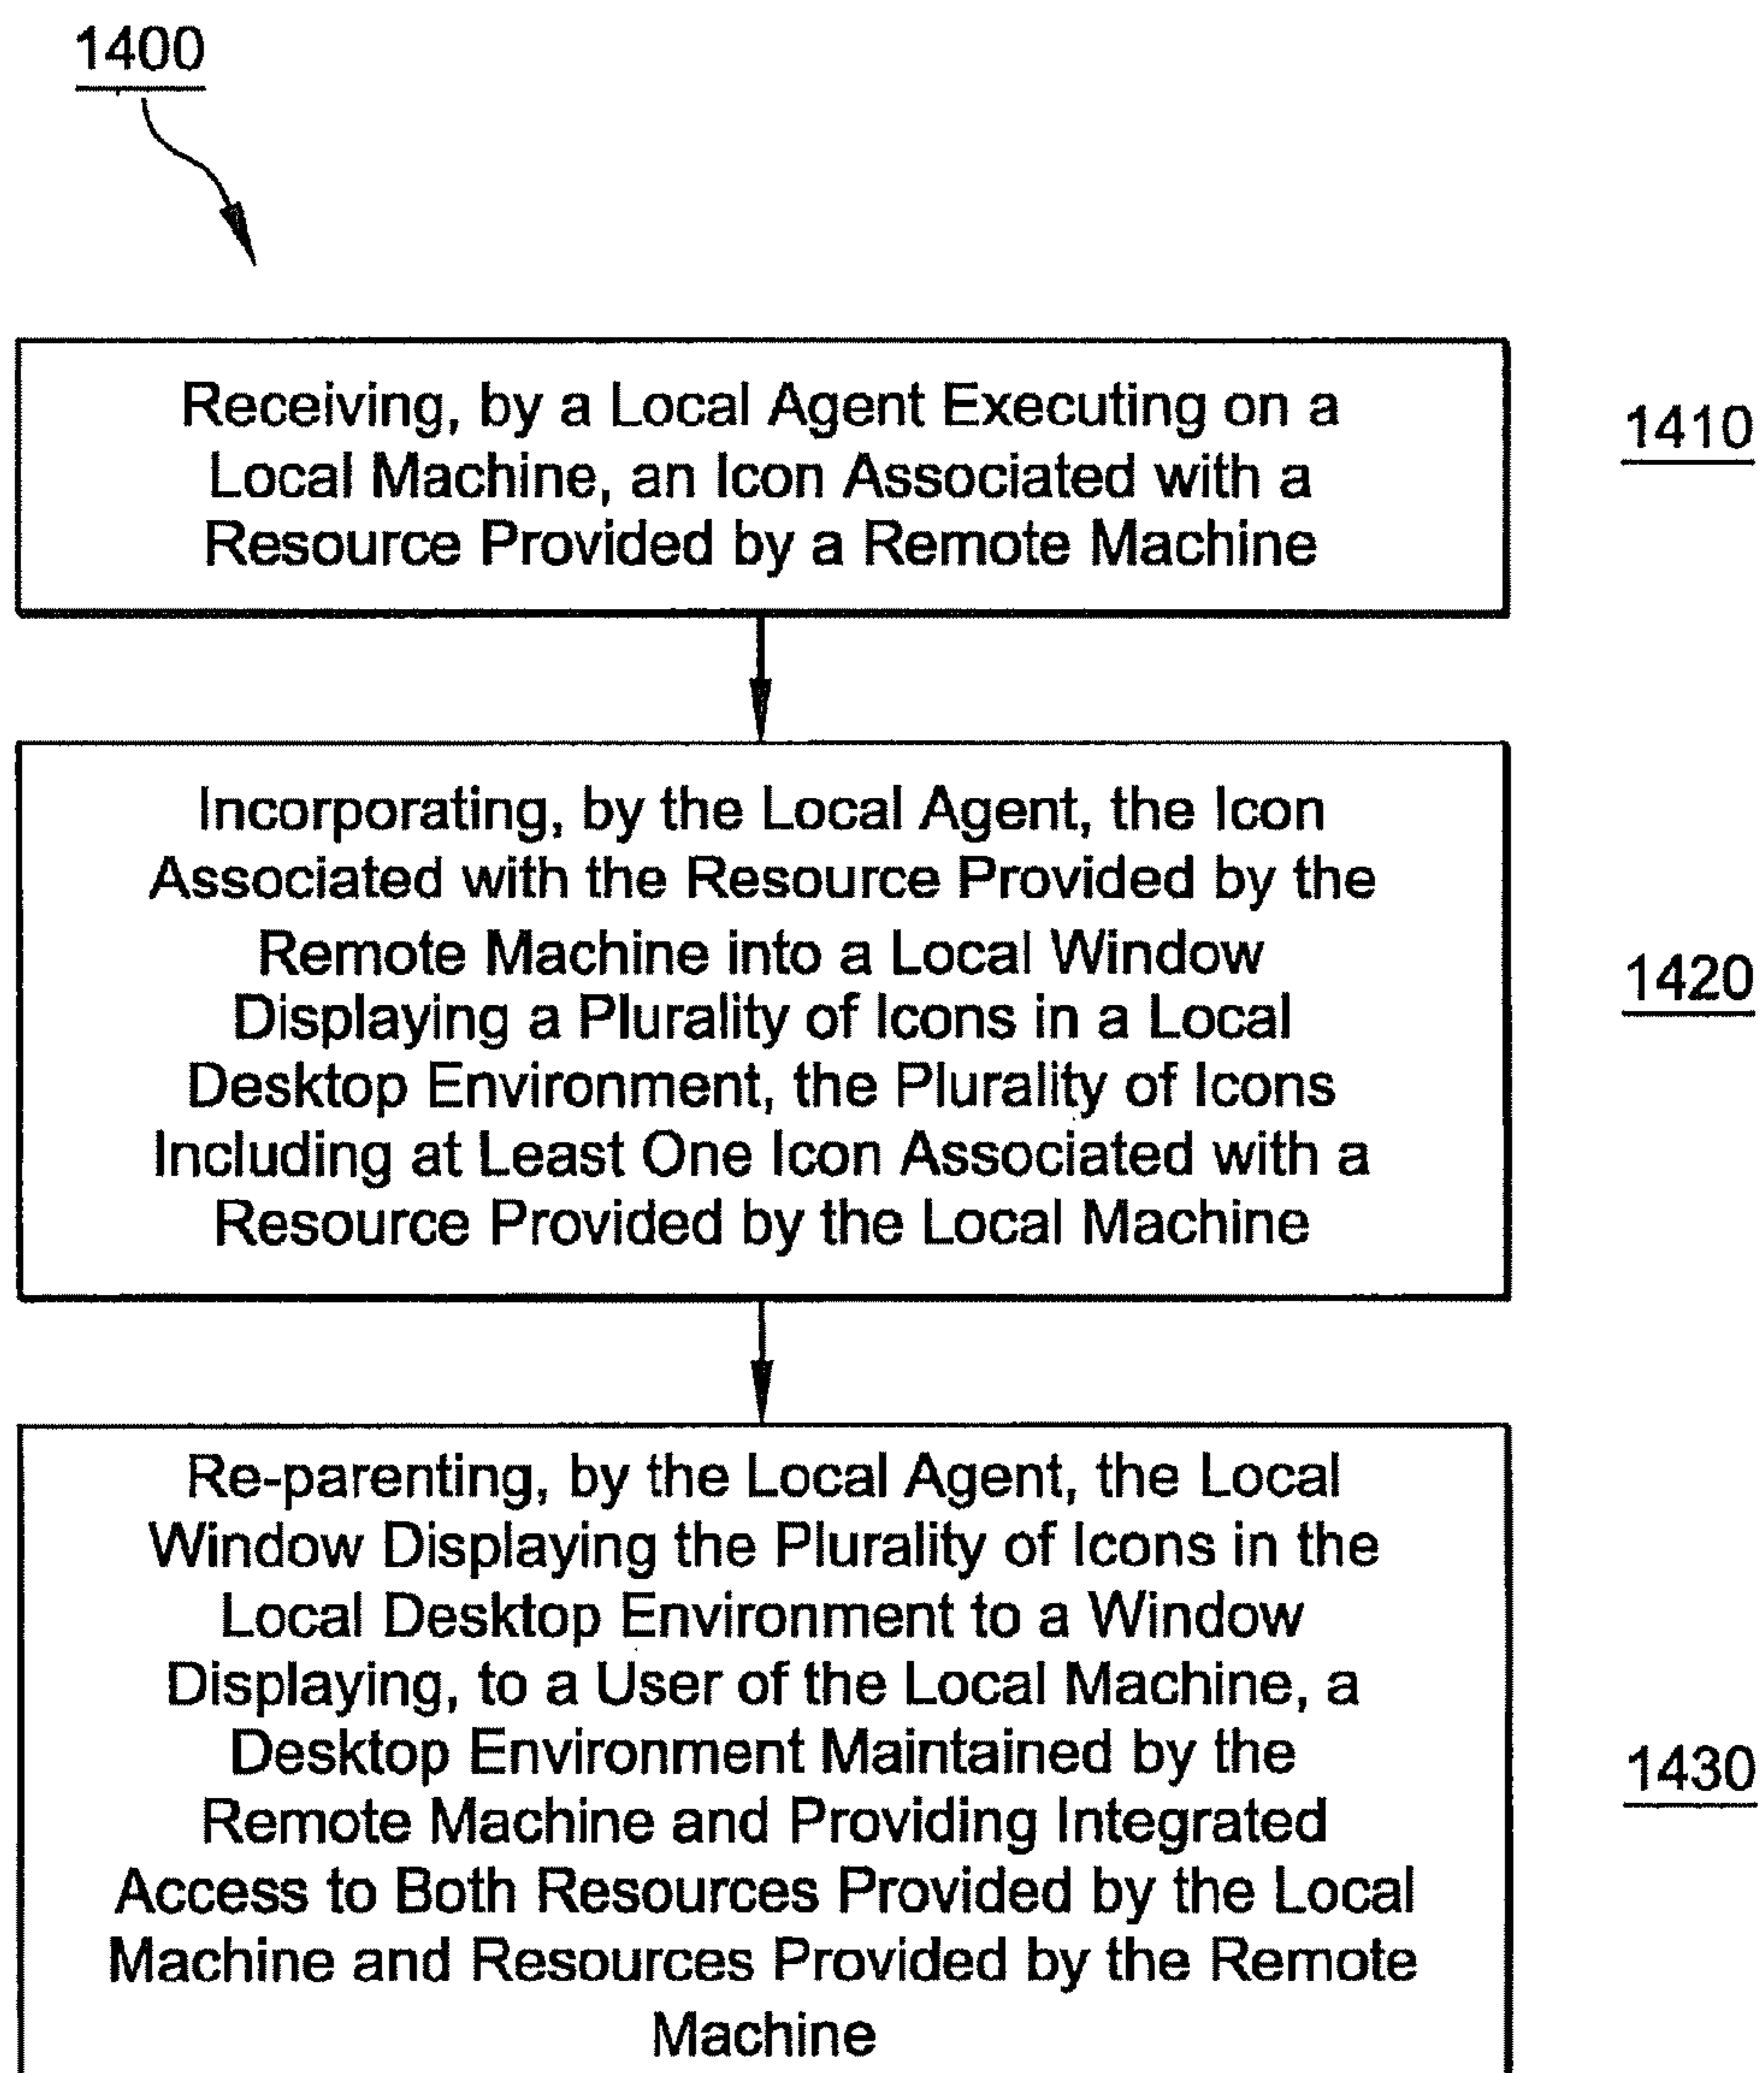 1400
Receiving, by a Local Agent Executing on a
Local Machine, an Icon Associated with a
Resource Provided by a Remote Machine
1410
Incorporating, by the Local Agent, the Icon
Associated with the Resource Provided by the
Remote Machine into a Local Window
Displaying a Plurality of Icons in a Local
Desktop Environment, the Plurality of Icons
Including at Least One Icon Associated with a
Resource Provided by the Local Machine
1420
Re-parenting, by the Local Agent, the Local
Window Displaying the Plurality of Icons in the
Local Desktop Environment to a Window
Displaying, to a User of the Local Machine, a
Desktop Environment Maintained by the
Remote Machine and Providing Integrated
Access to Both Resources Provided by the Local
Machine and Resources Provided by the Remote
Machine
1430